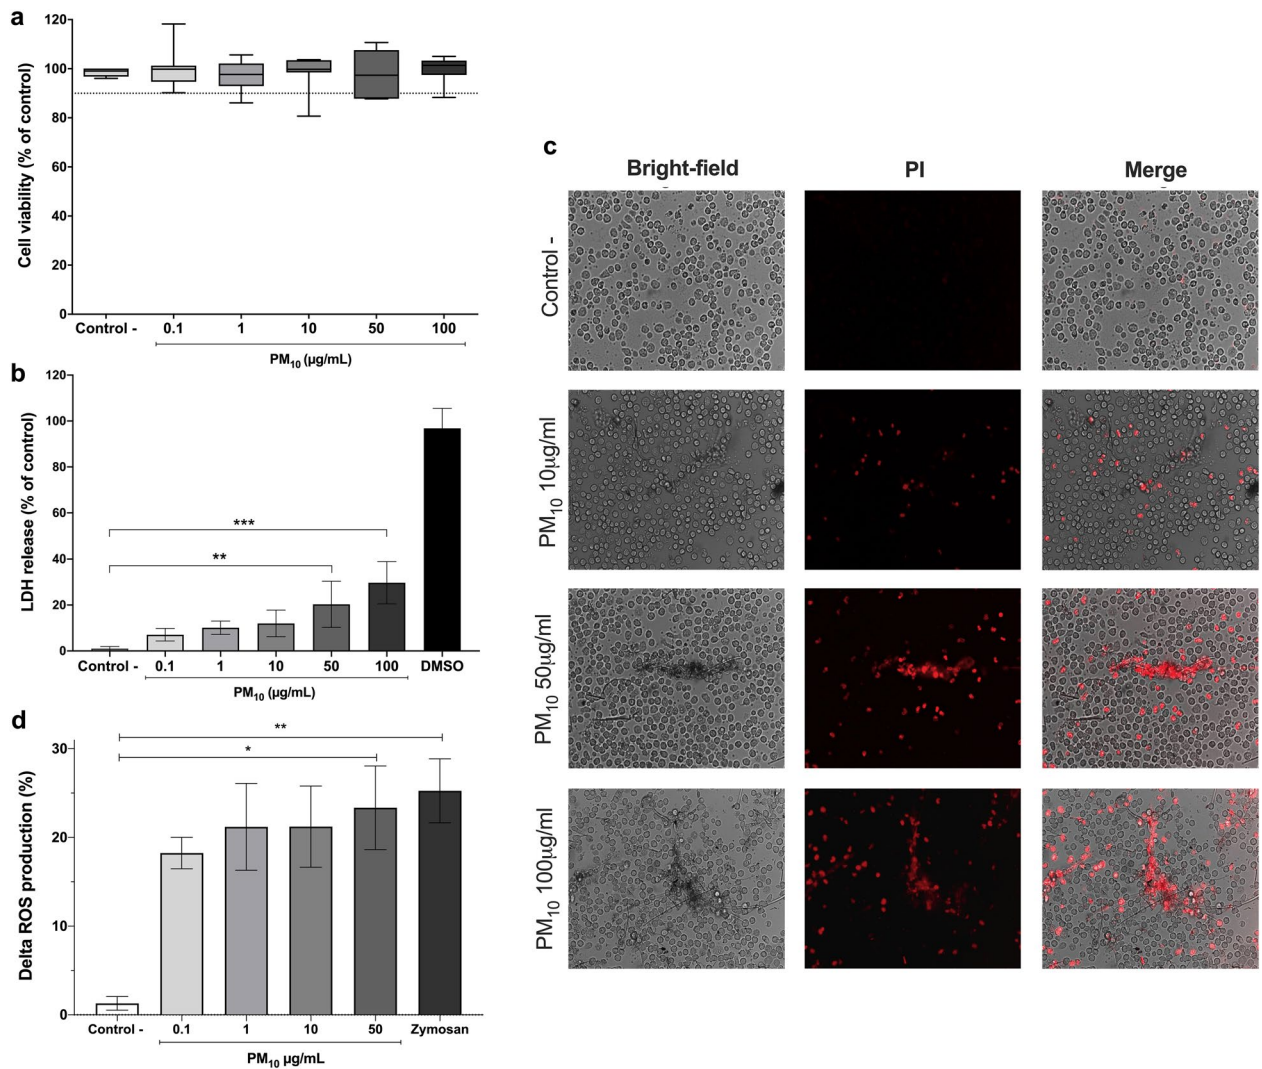 a
Cell viability (% of control)
120
100
80
60
40
20
0
Control - 0.1 1 10 50 100
PM10 (µg/mL)
b
LDH release (% of control)
120
100
80
60
40
20
0
***
**
Control - 0.1 1 10 50 100 DMSO
PM10 (µg/mL)
d
Delta ROS production (%)
30
20
10
0
**
*
Control - 0.1 1 10 50 Zymosan
PM10 µg/mL
c
Bright-field PI Merge
Control -
PM10 10µg/ml
PM10 50µg/ml
PM10 100µg/ml